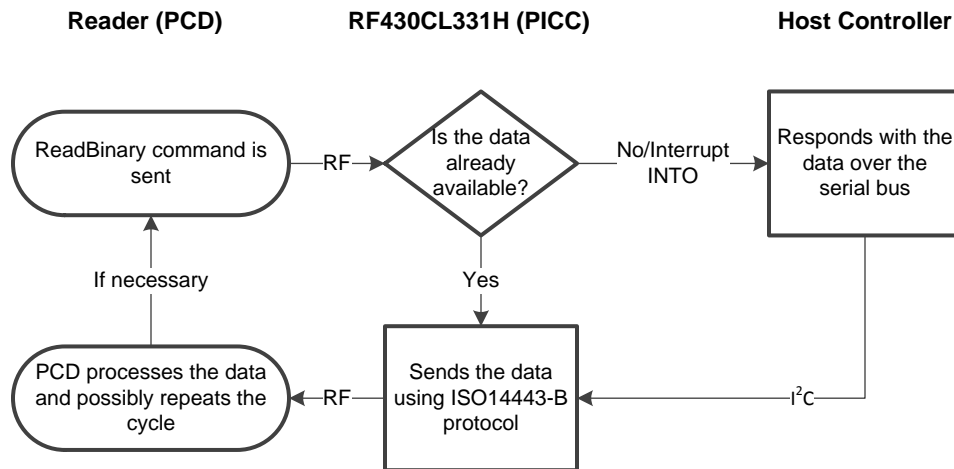 Reader (PCD)
RF430CL331H (PICC)
Host Controller
ReadBinary command is
sent
RF
Is the data
already
available?
No/Interrupt
INTO
Responds with the
data over the
serial bus
If necessary
Yes
PCD processes the data
and possibly repeats the
cycle
RF
Sends the data
using ISO14443-B
protocol
I²C